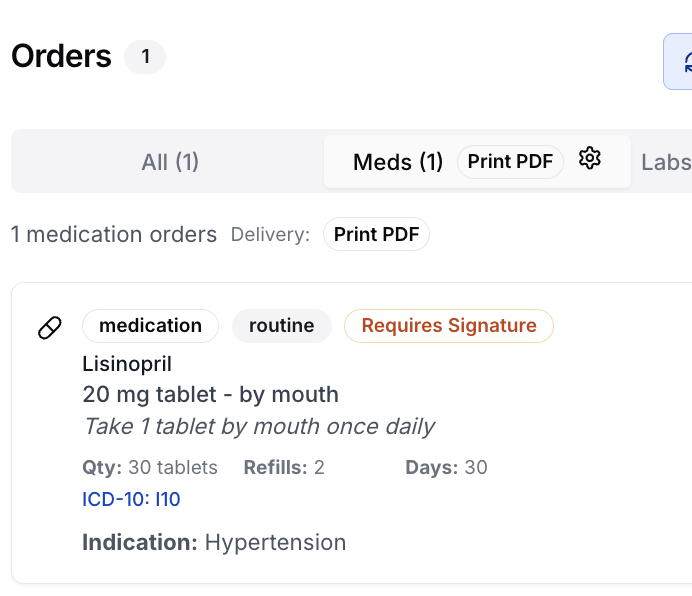 Orders 1
All (1) Meds (1) Print PDF Labs
1 medication orders Delivery: Print PDF
medication routine Requires Signature
Lisinopril
20 mg tablet - by mouth
Take 1 tablet by mouth once daily
Qty: 30 tablets Refills: 2 Days: 30
ICD-10: I10
Indication: Hypertension